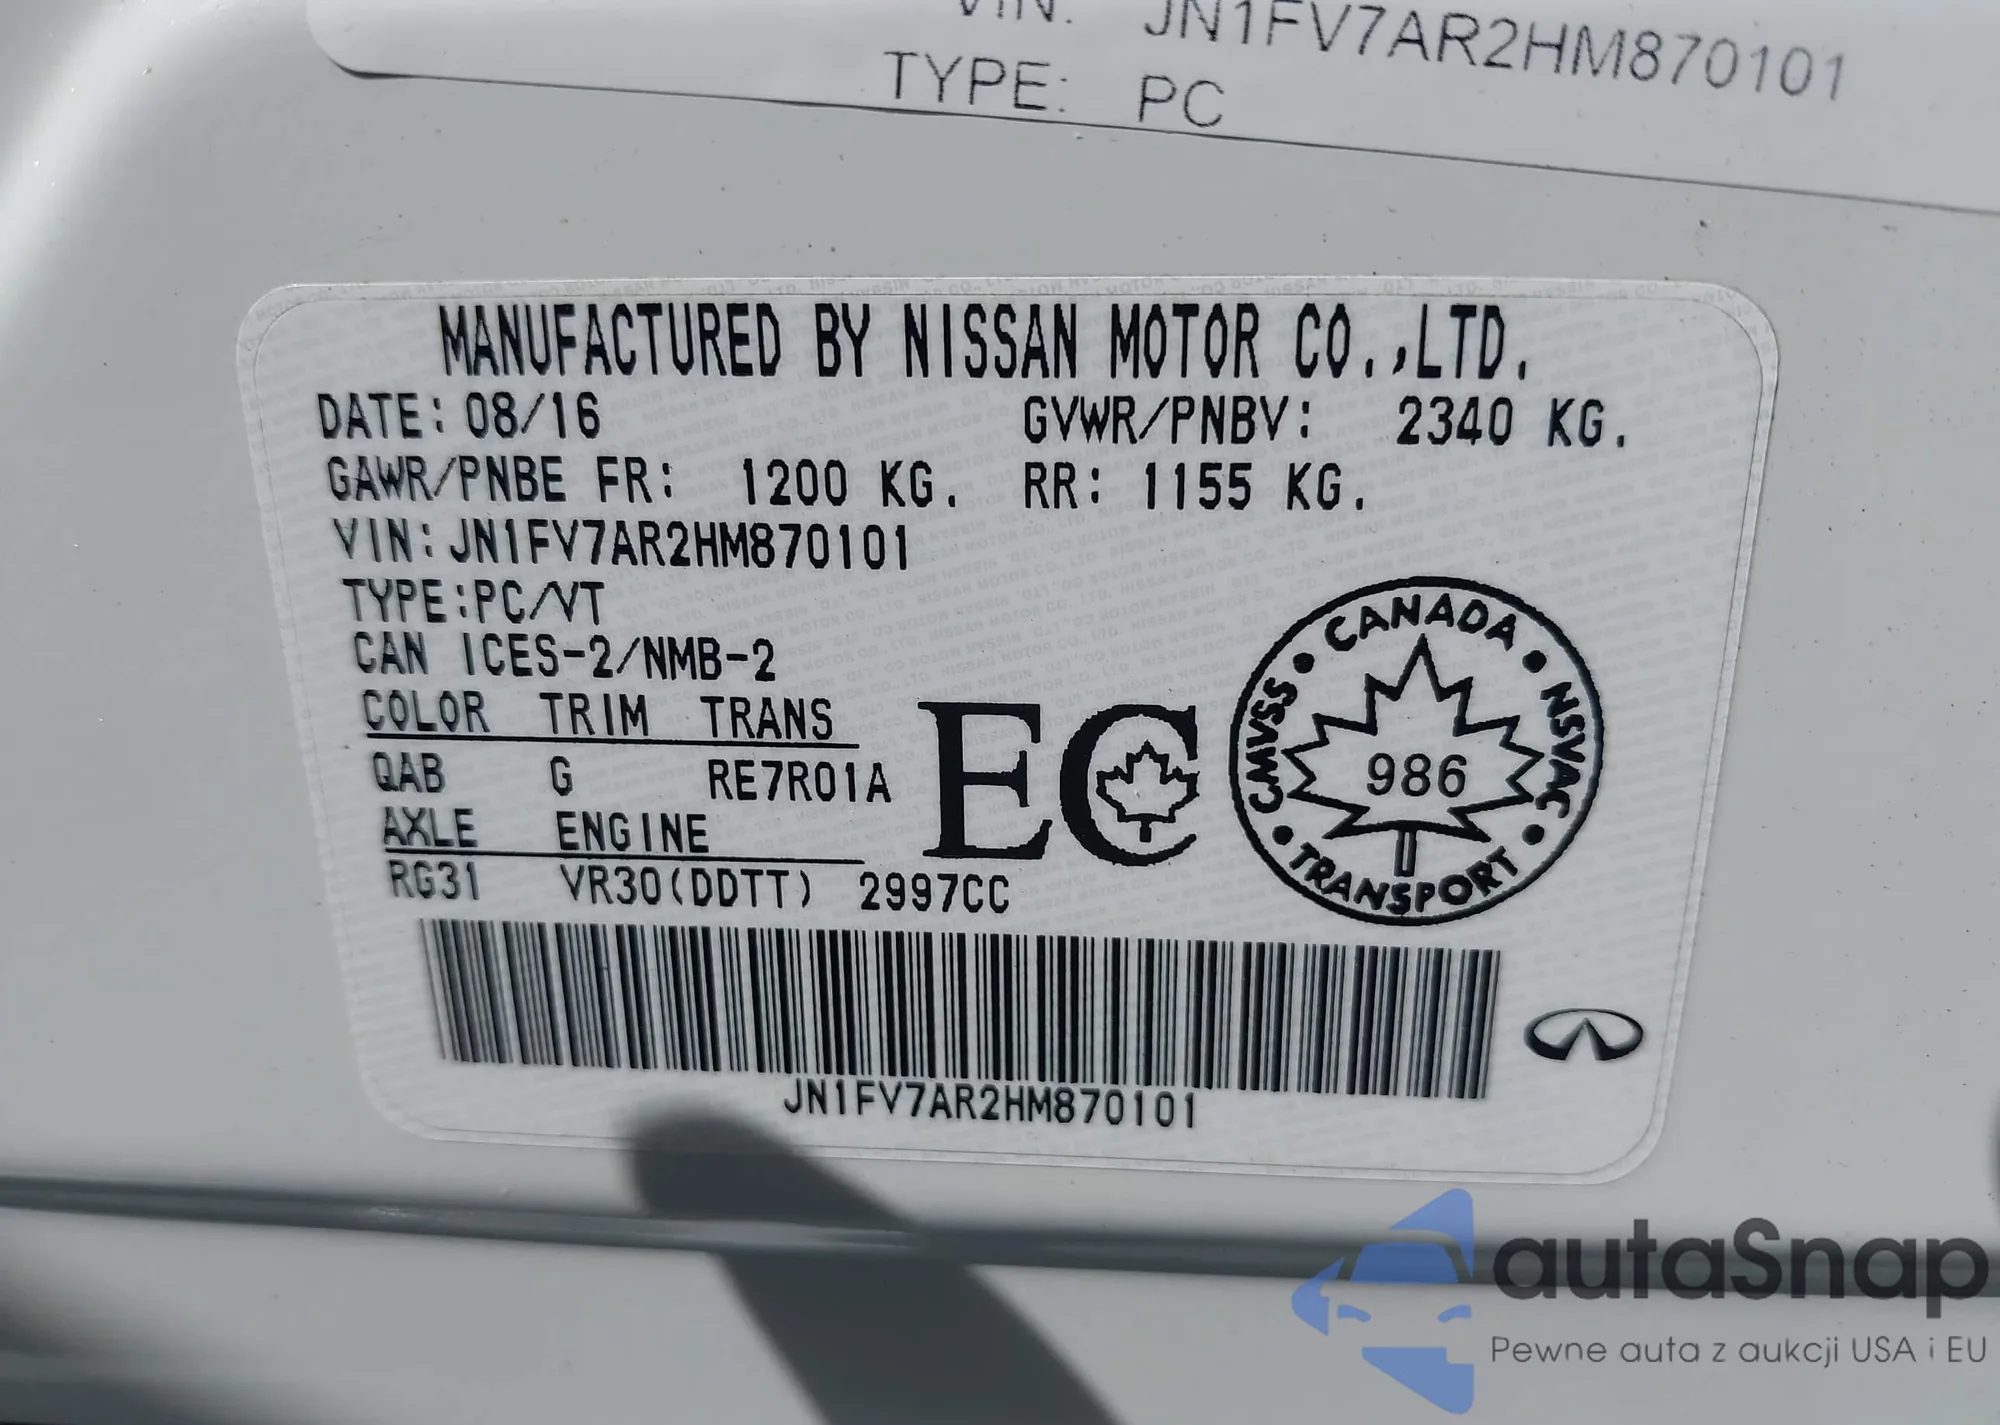 VIN: JN1FV7AR2HM870101
TYPE: PC
MANUFACTURED BY NISSAN MOTOR CO.,LTD.
DATE: 08/16 GVWR/PNBV: 2340 KG.
GAWR/PNBE FR: 1200 KG. RR: 1155 KG.
VIN: JN1FV7AR2HM870101
TYPE:PC/VT
CAN ICES-2/NMB-2
COLOR TRIM TRANS
QAB G RE7R01A
AXLE ENGINE
RG31 VR30(DDTT) 2997CC
EC
CANADA
CMVSS
NSVAC
986
TRANSPORT
JN1FV7AR2HM870101
autoSnap
Pewne auta z aukcji USA i EU